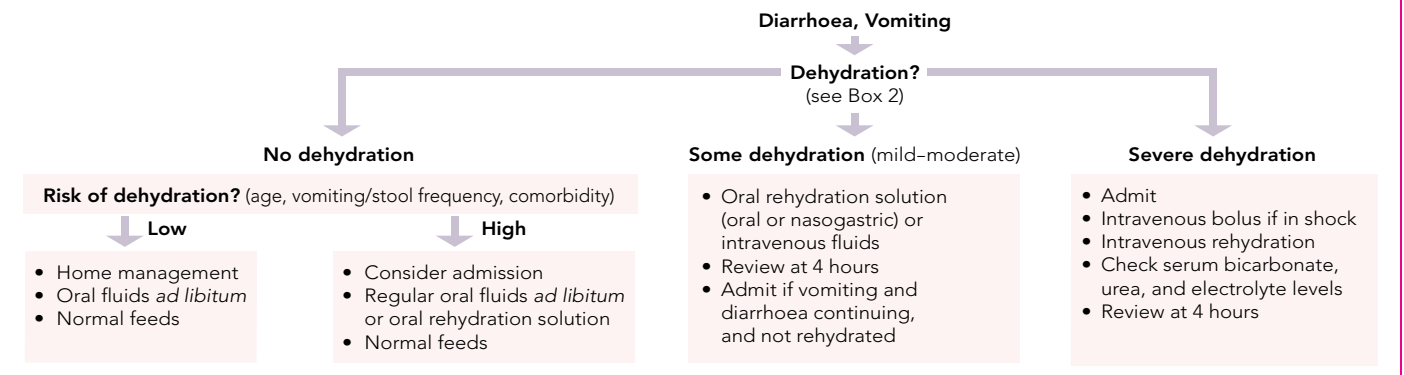 Diarrhoea, Vomiting
Dehydration?
(see Box 2)
No dehydration
Risk of dehydration? (age, vomiting/stool frequency, comorbidity)
Low
• Home management
• Oral fluids ad libitum
• Normal feeds
High
• Consider admission
• Regular oral fluids ad libitum
or oral rehydration solution
• Normal feeds
Some dehydration (mild–moderate)
• Oral rehydration solution
(oral or nasogastric) or
intravenous fluids
• Review at 4 hours
• Admit if vomiting and
diarrhoea continuing,
and not rehydrated
Severe dehydration
• Admit
• Intravenous bolus if in shock
• Intravenous rehydration
• Check serum bicarbonate,
urea, and electrolyte levels
• Review at 4 hours